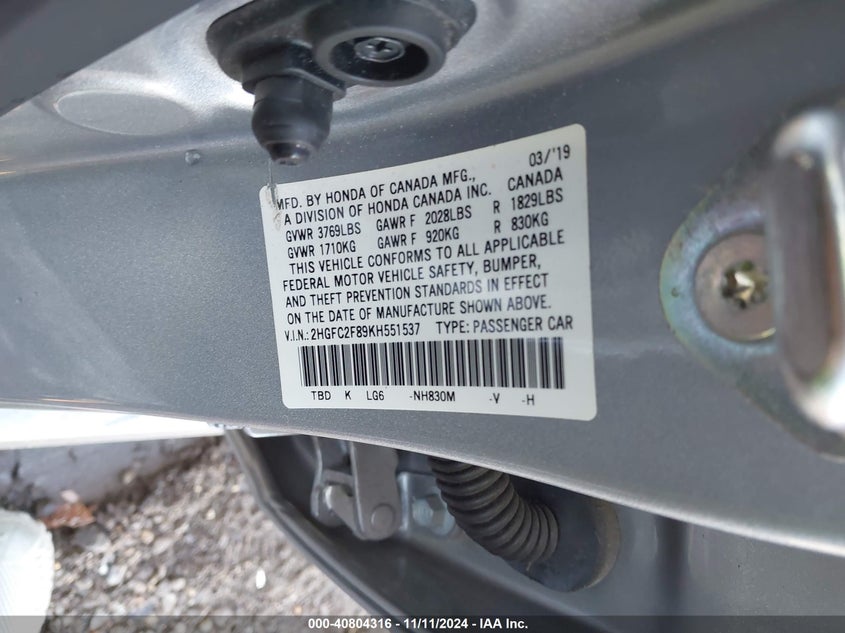 MFD. BY HONDA OF CANADA MFG., 03/'19
A DIVISION OF HONDA CANADA INC. CANADA
GVWR 3769LBS GAWR F 2028LBS R 1829LBS
GVWR 1710KG GAWR F 920KG R 830KG
THIS VEHICLE CONFORMS TO ALL APPLICABLE
FEDERAL MOTOR VEHICLE SAFETY, BUMPER,
AND THEFT PREVENTION STANDARDS IN EFFECT
ON THE DATE OF MANUFACTURE SHOWN ABOVE.
V.I.N.: 2HGFC2F89KH551537 TYPE: PASSENGER CAR
TBD K LG6 -NH830M -V -H
000-40804316 - 11/11/2024 - IAA Inc.